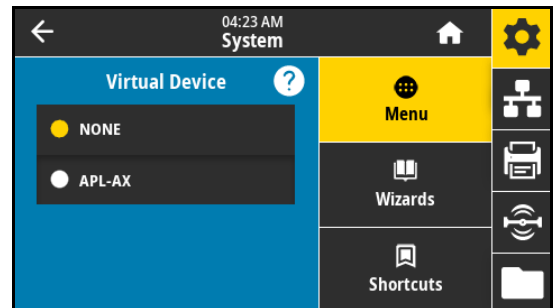 04:23 AM
System
Virtual Device ?
NONE
APL-AX
Menu
Wizards
Shortcuts